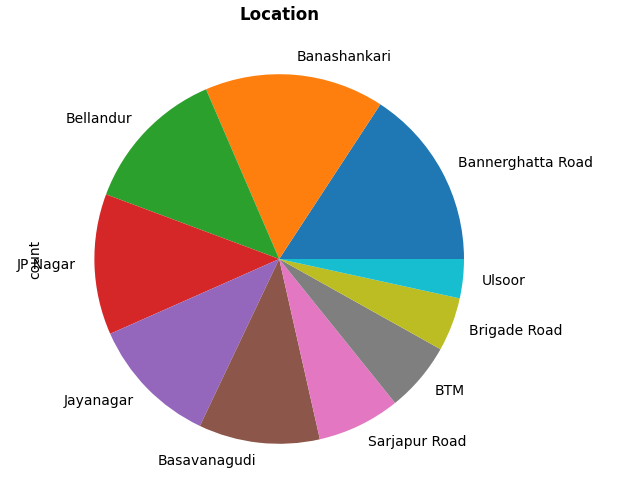 Location
Banashankari
Bellandur
Bannerghatta Road
count
JP Nagar
Ulsoor
Brigade Road
BTM
Jayanagar
Sarjapur Road
Basavanagudi